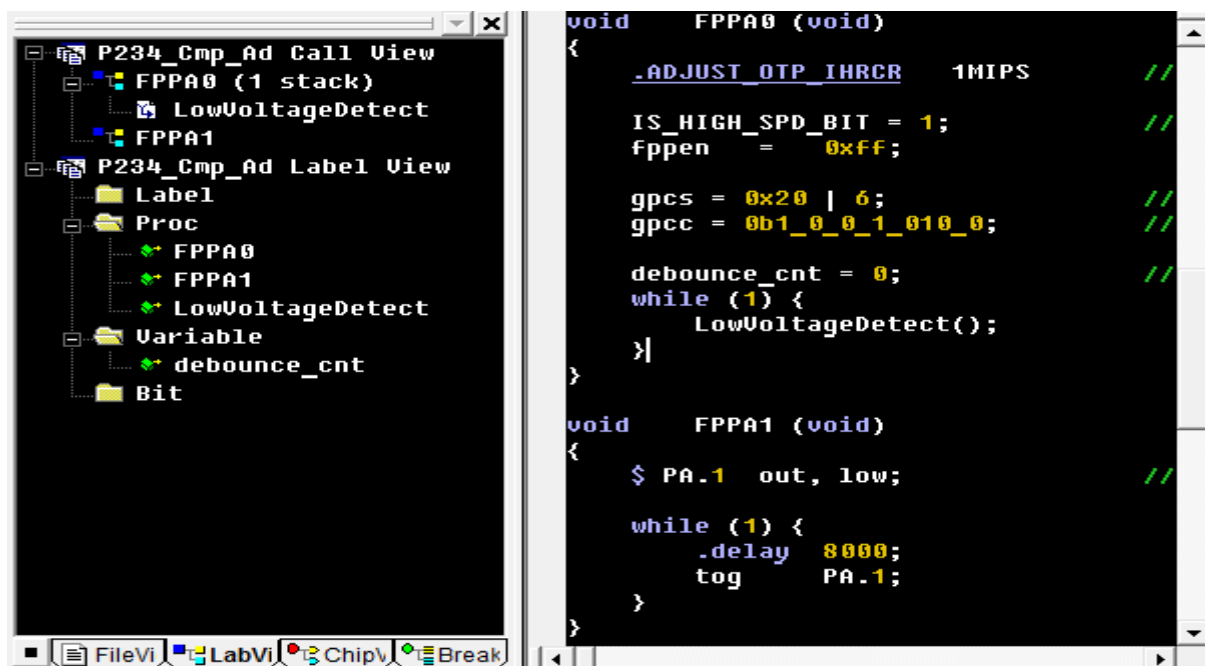 P234_Cmp_Ad Call View
FPPA0 (1 stack)
LowVoltageDetect
FPPA1
P234_Cmp_Ad Label View
Label
Proc
FPPA0
FPPA1
LowVoltageDetect
Variable
debounce_cnt
Bit
FileVi LabVi ChipV Break
void FPPA0 (void)
{
.ADJUST_OTP_IHRCR 1MIPS //
IS_HIGH_SPD_BIT = 1; //
fppen = 0xff;
gpcs = 0x20 | 6; //
gpcc = 0b1_0_0_1_010_0; //
debounce_cnt = 0; //
while (1) {
LowVoltageDetect();
}
}
void FPPA1 (void)
{
$ PA.1 out, low; //
while (1) {
.delay 8000;
tog PA.1;
}
}